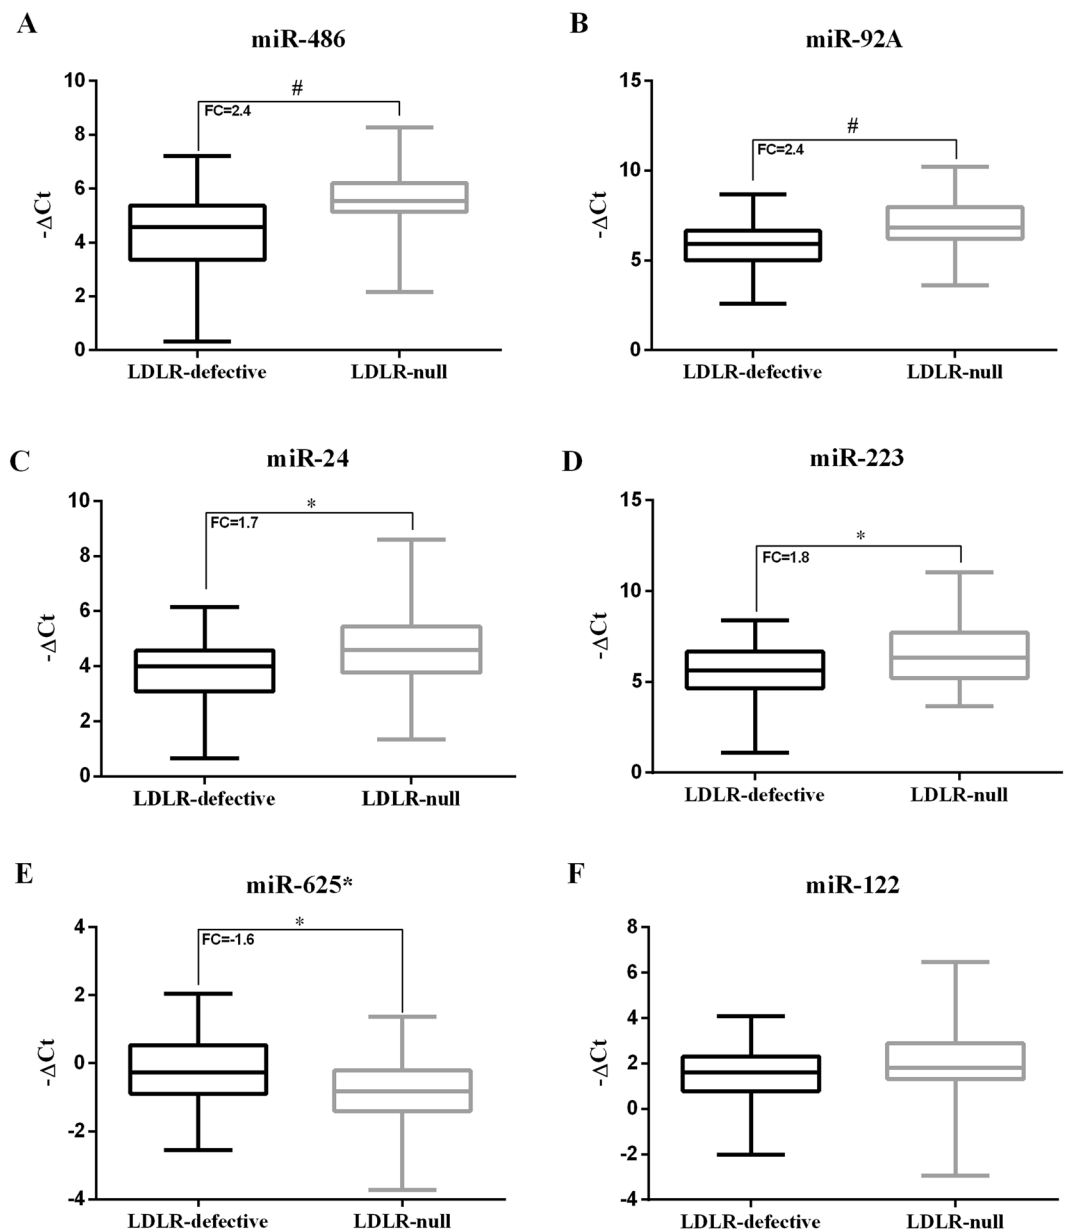 A
miR-486
10
8
6
4
2
0
-ΔCt
#
FC=2.4
LDLR-defective
LDLR-null
B
miR-92A
15
10
5
0
-ΔCt
#
FC=2.4
LDLR-defective
LDLR-null
C
miR-24
10
8
6
4
2
0
-ΔCt
*
FC=1.7
LDLR-defective
LDLR-null
D
miR-223
15
10
5
0
-ΔCt
*
FC=1.8
LDLR-defective
LDLR-null
E
miR-625*
4
2
0
-2
-4
-ΔCt
*
FC=-1.6
LDLR-defective
LDLR-null
F
miR-122
8
6
4
2
0
-2
-4
-ΔCt
LDLR-defective
LDLR-null